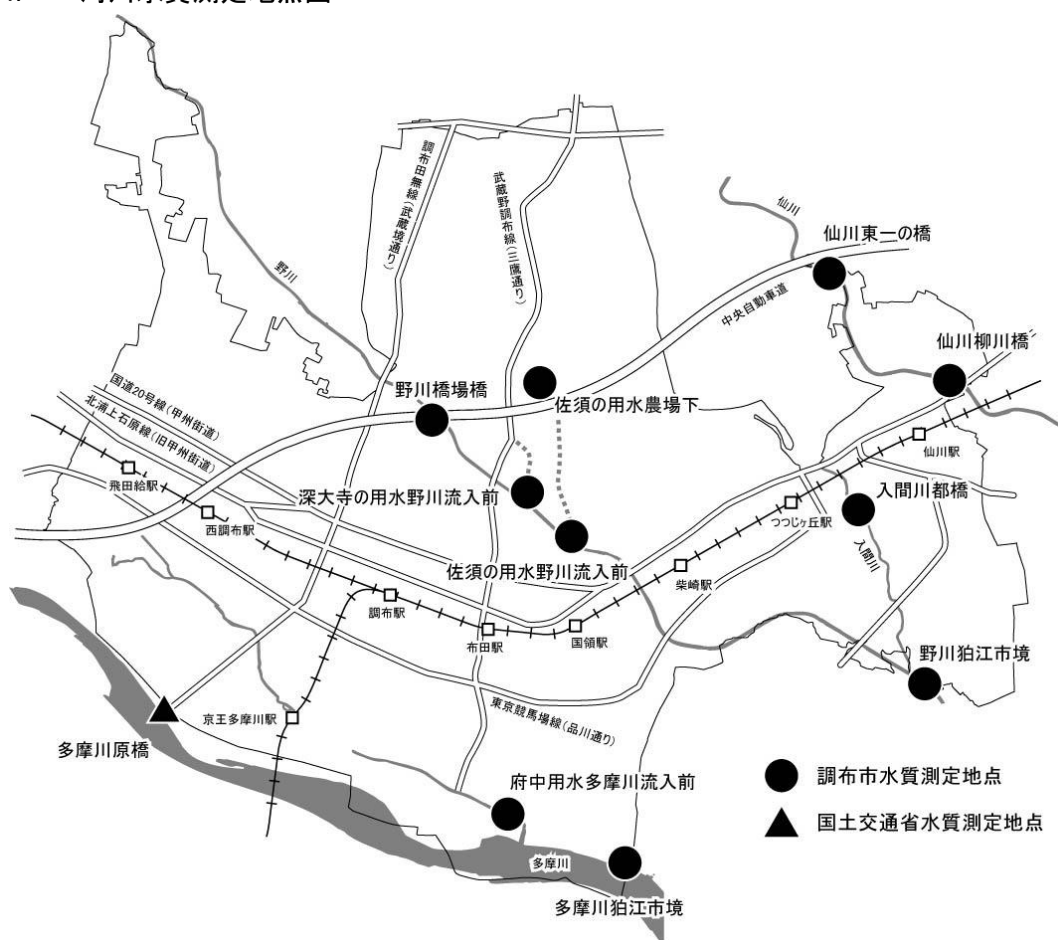 河川水質測定地点図
仙川
仙川東一の橋
調布田無線(武蔵境通り)
武蔵野調布線(三鷹通り)
野川
中央自動車道
仙川柳川橋
国道20号線(甲州街道)
野川橋場橋
佐須の用水農場下
北浦上石原線(旧甲州街道)
仙川駅
飛田給駅
深大寺の用水野川流入前
入間川都橋
つつじヶ丘駅
西調布駅
入間川
佐須の用水野川流入前
柴崎駅
調布駅
布田駅
国領駅
野川狛江市境
東京競馬場線(品川通り)
京王多摩川駅
多摩川原橋
府中用水多摩川流入前
調布市水質測定地点
国土交通省水質測定地点
多摩川
多摩川狛江市境